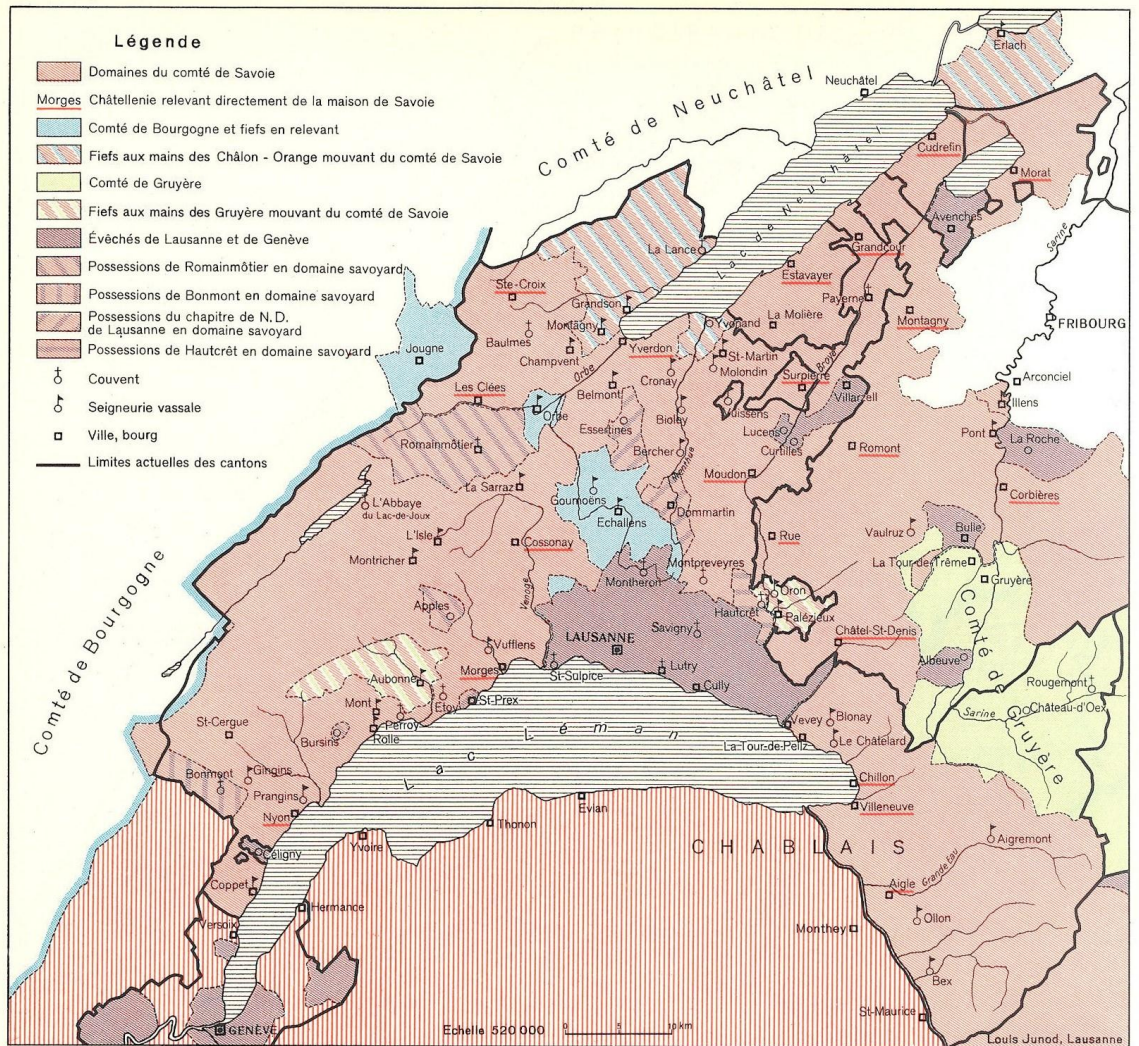 Légende
Domaines du comté de Savoie
Morges Châtellenie relevant directement de la maison de Savoie
Comté de Bourgogne et fiefs en relevant
Fiefs aux mains des Châlon - Orange mouvant du comté de Savoie
Comté de Gruyère
Fiefs aux mains des Gruyère mouvant du comté de Savoie
Évêchés de Lausanne et de Genève
Possessions de Romainmôtier en domaine savoyard
Possessions de Bonmont en domaine savoyard
Possessions du chapitre de N.D.
de Lausanne en domaine savoyard
Possessions de Hautcrêt en domaine savoyard
Couvent
Seigneurie vassale
Ville, bourg
Limites actuelles des cantons
Erlach
Neuchâtel
Comté de Neuchâtel
Lac de Neuchâtel
Cudrefin
Morat
Avenches
Sarine
La Lance
Grandcour
Estavayer
Ste-Croix
Payerne
Grandson
La Molière
Montagny
FRIBOURG
Montagny
Yvonand
Baulmes
Yverdon
Jougne
Champvent
St-Martin
Orbe
Molondin
Broye
Cronay
Surpierre
Arconciel
Les Clées
Belmont
Villarzell
Illens
Orbe
Bioley
Essertines
Lucens
Pont
La Roche
Romainmôtier
Curtilles
Bercher
Romont
Menthue
Moudon
La Sarraz
Goumoëns
Corbières
L'Abbaye
du Lac-de-Joux
Echallens
Dommartin
Vaulruz
Bulle
L'Isle
Cossonay
Rue
Montricher
La Tour-de-Trême
Montheron
Montpreveyres
Gruyère
Venoge
Oron
Apples
Hautcrêt
Palézieux
Comté de Bourgogne
Savigny
LAUSANNE
Châtel-St-Denis
Vufflens
Albeuve
Comté de Gruyère
Morges
St-Sulpice
Lutry
Rougemont
Aubonne
Cully
Etoy
St-Prex
Château-d'Oex
Mont
Sarine
St-Cergue
Perroy
Rolle
Vevey
Blonay
Bursins
Lac Léman
La Tour-de-Peilz
Le Châtelard
Bonmont
Gingins
Chillon
Prangins
Evian
Villeneuve
Nyon
Thonon
Yvoire
CHABLAIS
Aigremont
Céligny
Grande Eau
Coppet
Aigle
Hermance
Ollon
Versoix
Monthey
Bex
St-Maurice
GENÈVE
Echelle 520 000
0 5 10 km
Louis Junod, Lausanne